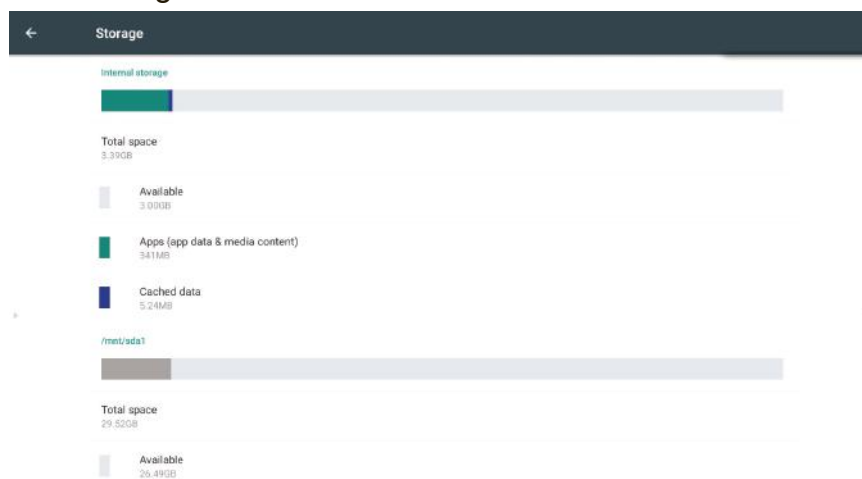 Storage
Internal storage
Total space
3.39GB
Available
3.00GB
Apps (app data & media content)
341MB
Cached data
5.24MB
/mnt/sda1
Total space
29.52GB
Available
26.49GB